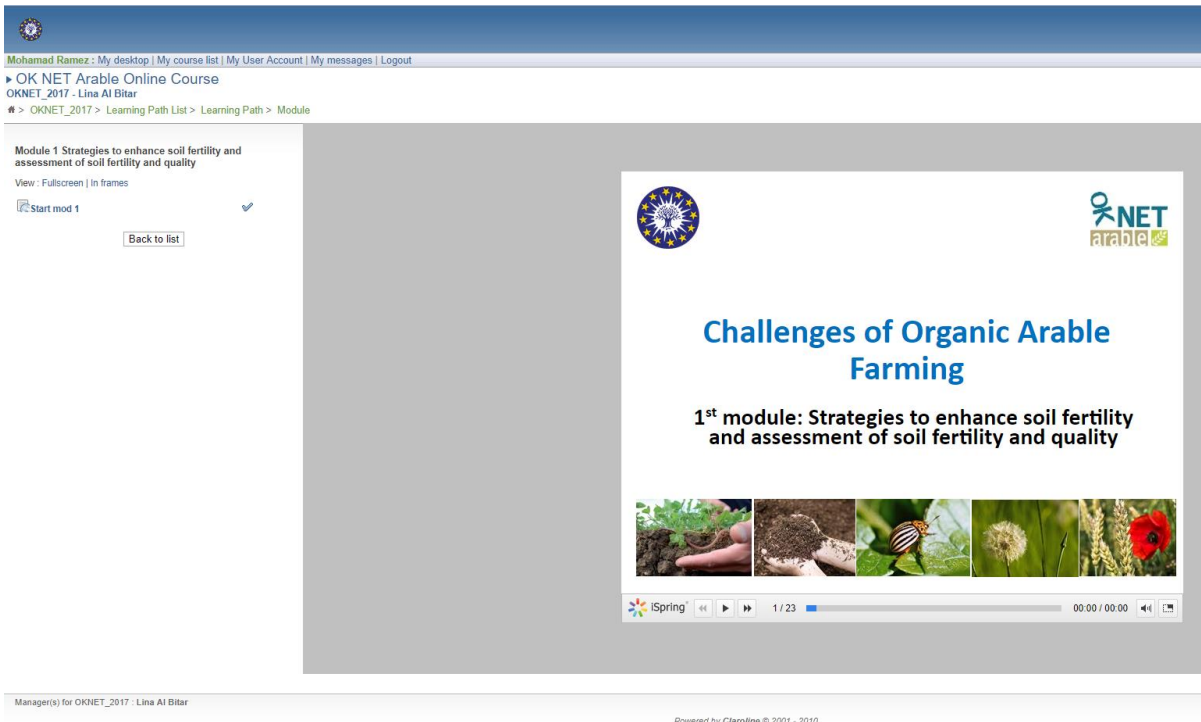 Mohamad Ramez : My desktop | My course list | My User Account | My messages | Logout
OK NET Arable Online Course
OKNET_2017 - Lina Al Bitar
> OKNET_2017 > Learning Path List > Learning Path > Module
Module 1 Strategies to enhance soil fertility and
assessment of soil fertility and quality
View : Fullscreen | In frames
Start mod 1
Back to list
OK NET
arable
Challenges of Organic Arable
Farming
1st module: Strategies to enhance soil fertility
and assessment of soil fertility and quality
iSpring
1 / 23
00:00 / 00:00
Manager(s) for OKNET_2017 : Lina Al Bitar
Powered by Claroline © 2001 - 2010